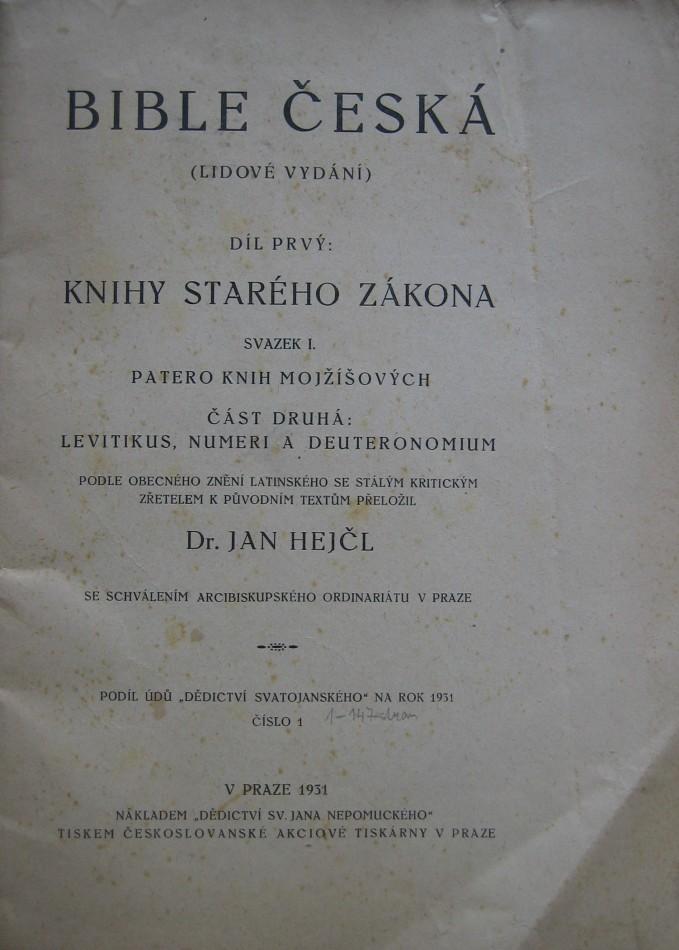 BIBLE ČESKÁ
(LIDOVÉ VYDÁNÍ)
DÍL PRVÝ:
KNIHY STARÉHO ZÁKONA
SVAZEK I.
PATERO KNIH MOJŽÍŠOVÝCH
ČÁST DRUHÁ:
LEVITIKUS, NUMERI A DEUTERONOMIUM
PODLE OBECNÉHO ZNĚNÍ LATINSKÉHO SE STÁLÝM KRITICKÝM
ZŘETELEM K PŮVODNÍM TEXTŮM PŘELOŽIL
Dr. JAN HEJČL
SE SCHVÁLENÍM ARCIBISKUPSKÉHO ORDINARIÁTU V PRAZE
PODÍL ÚDŮ „DĚDICTVÍ SVATOJANSKÉHO“ NA ROK 1931
ČÍSLO 1 1–147 stran
V PRAZE 1931
NÁKLADEM „DĚDICTVÍ SV. JANA NEPOMUCKÉHO“
TISKEM ČESKOSLOVANSKÉ AKCIOVÉ TISKÁRNY V PRAZE